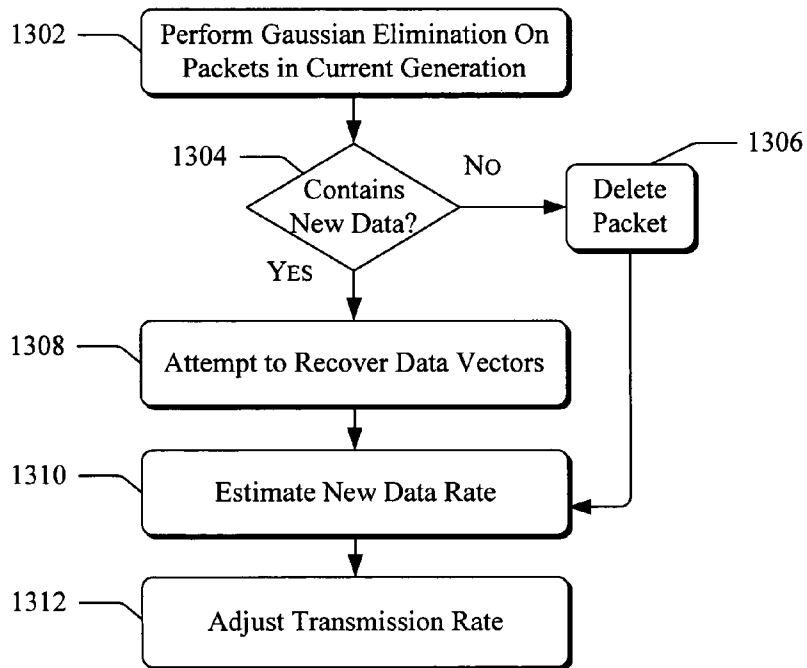 1302
Perform Gaussian Elimination On
Packets in Current Generation
1304
Contains
New Data?
NO
1306
Delete
Packet
YES
1308
Attempt to Recover Data Vectors
1310
Estimate New Data Rate
1312
Adjust Transmission Rate